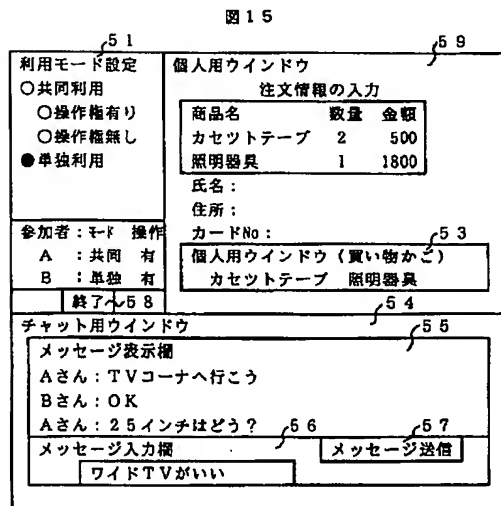 図15
51
59
利用モード設定
○共同利用
○操作権有り
○操作権無し
●単独利用
参加者:モード 操作
A :共同 有
B :単独 有
終了 58
個人用ウインドウ
注文情報の入力
商品名 数量 金額
カセツトテープ 2 500
照明器具 1 1800
氏名:
住所:
カードNo:
53
個人用ウインドウ(買い物かご)
カセツトテープ 照明器具
54
チャット用ウインドウ
55
メッセージ表示欄
Aさん:TVコーナへ行こう
Bさん:OK
Aさん:25インチはどう?
56
57
メッセージ入力欄
メッセージ送信
ワイドTVがいい